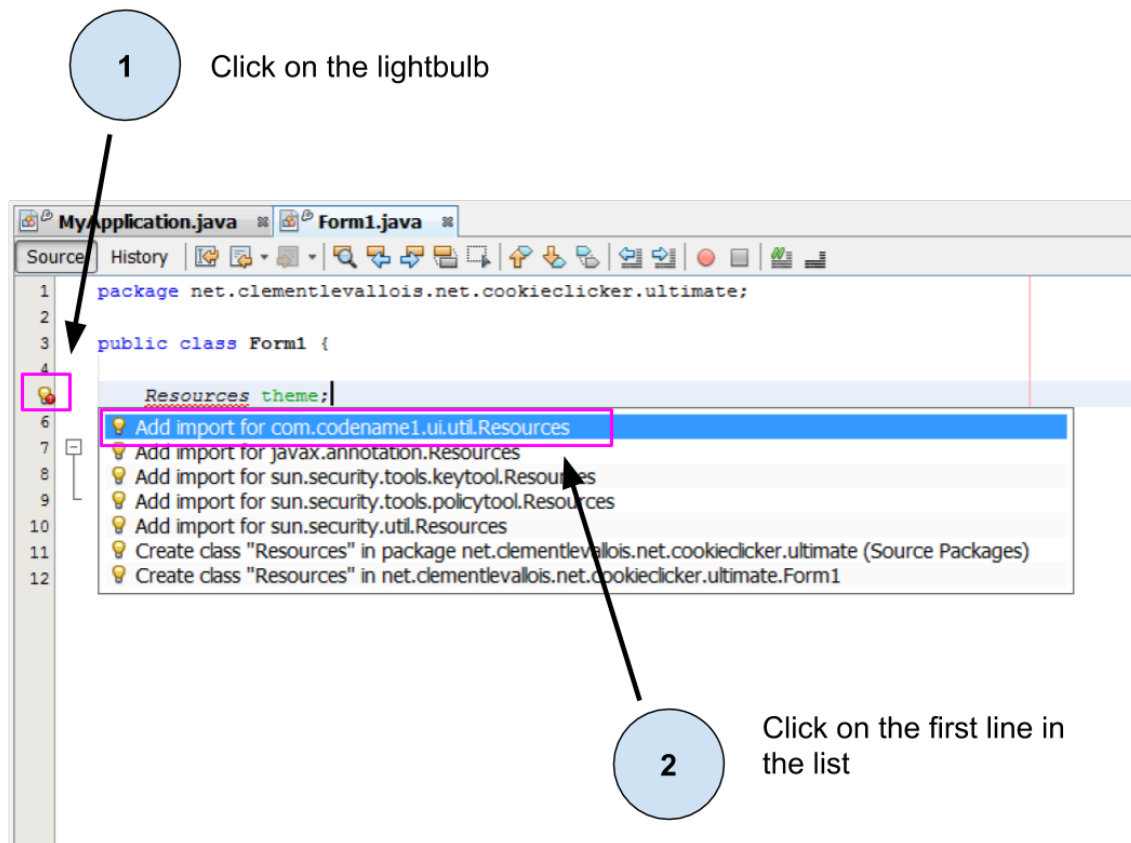 1
Click on the lightbulb
MyApplication.java Form1.java
Source History
1 package net.clementlevallois.net.cookieclicker.ultimate;
2
3 public class Form1 {
4
Resources theme;
6 Add import for com.codename1.ui.util.Resources
7 Add import for javax.annotation.Resources
8 Add import for sun.security.tools.keytool.Resources
9 Add import for sun.security.tools.policytool.Resources
10 Add import for sun.security.util.Resources
11 Create class "Resources" in package net.clementlevallois.net.cookieclicker.ultimate (Source Packages)
12 Create class "Resources" in net.clementlevallois.net.cookieclicker.ultimate.Form1
2
Click on the first line in
the list